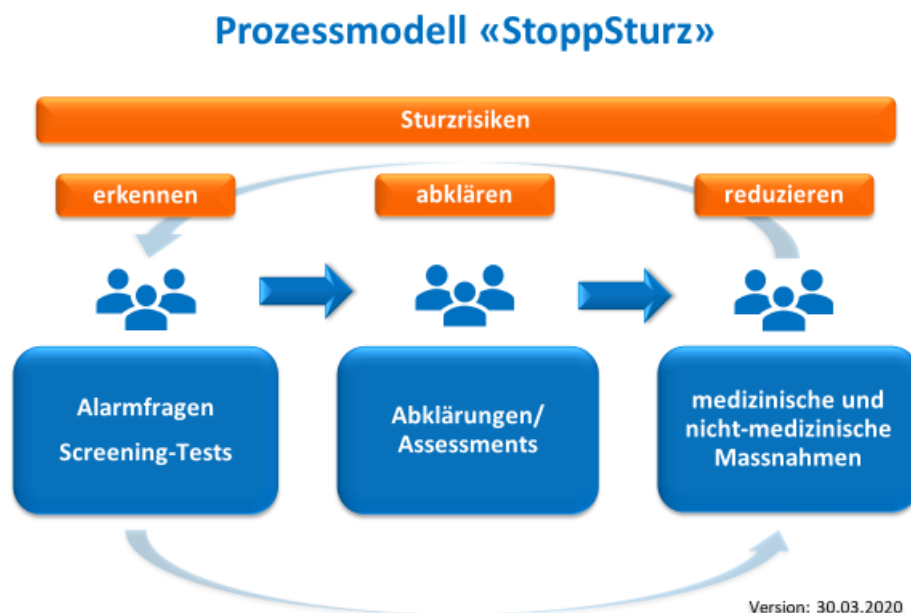 Prozessmodell «StoppSturz»
Sturzrisiken
erkennen
abklären
reduzieren
Alarmfragen
Screening-Tests
Abklärungen/
Assessments
medizinische und
nicht-medizinische
Massnahmen
Version: 30.03.2020